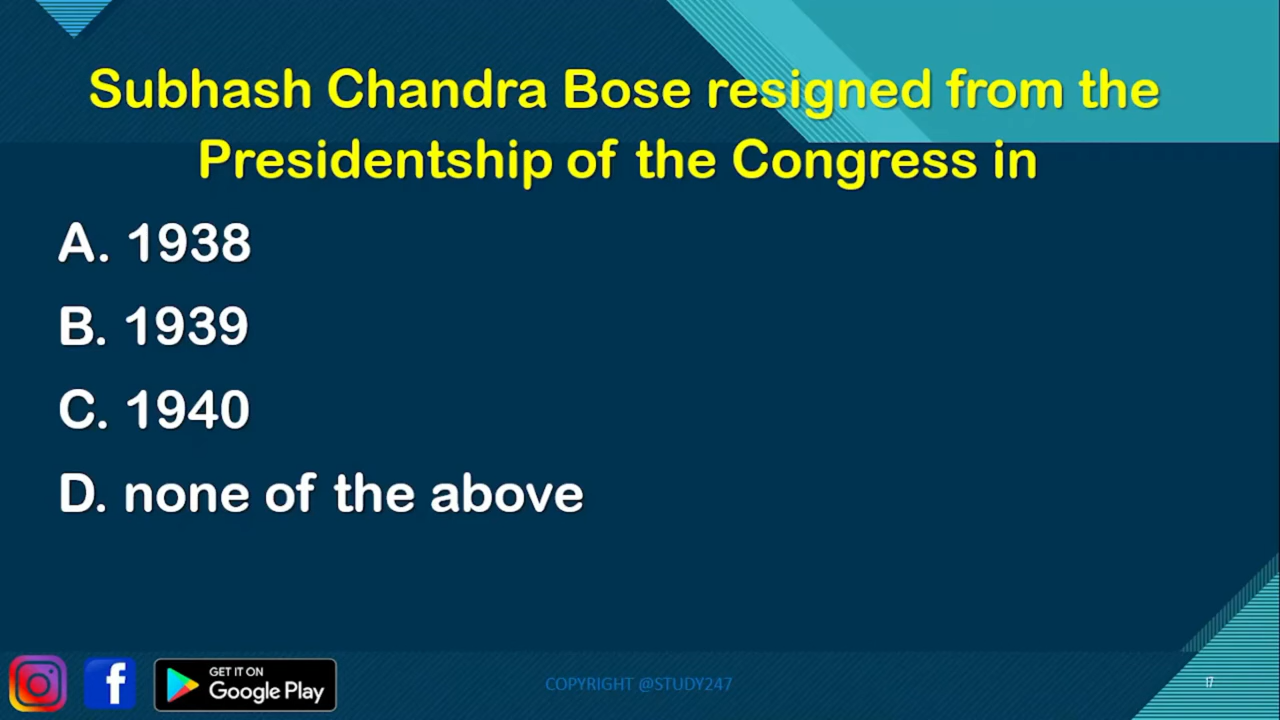 Subhash Chandra Bose resigned from the
Presidentship of the Congress in
A. 1938
B. 1939
C. 1940
D. none of the above
GET IT ON
Google Play
COPYRIGHT @STUDY247
17